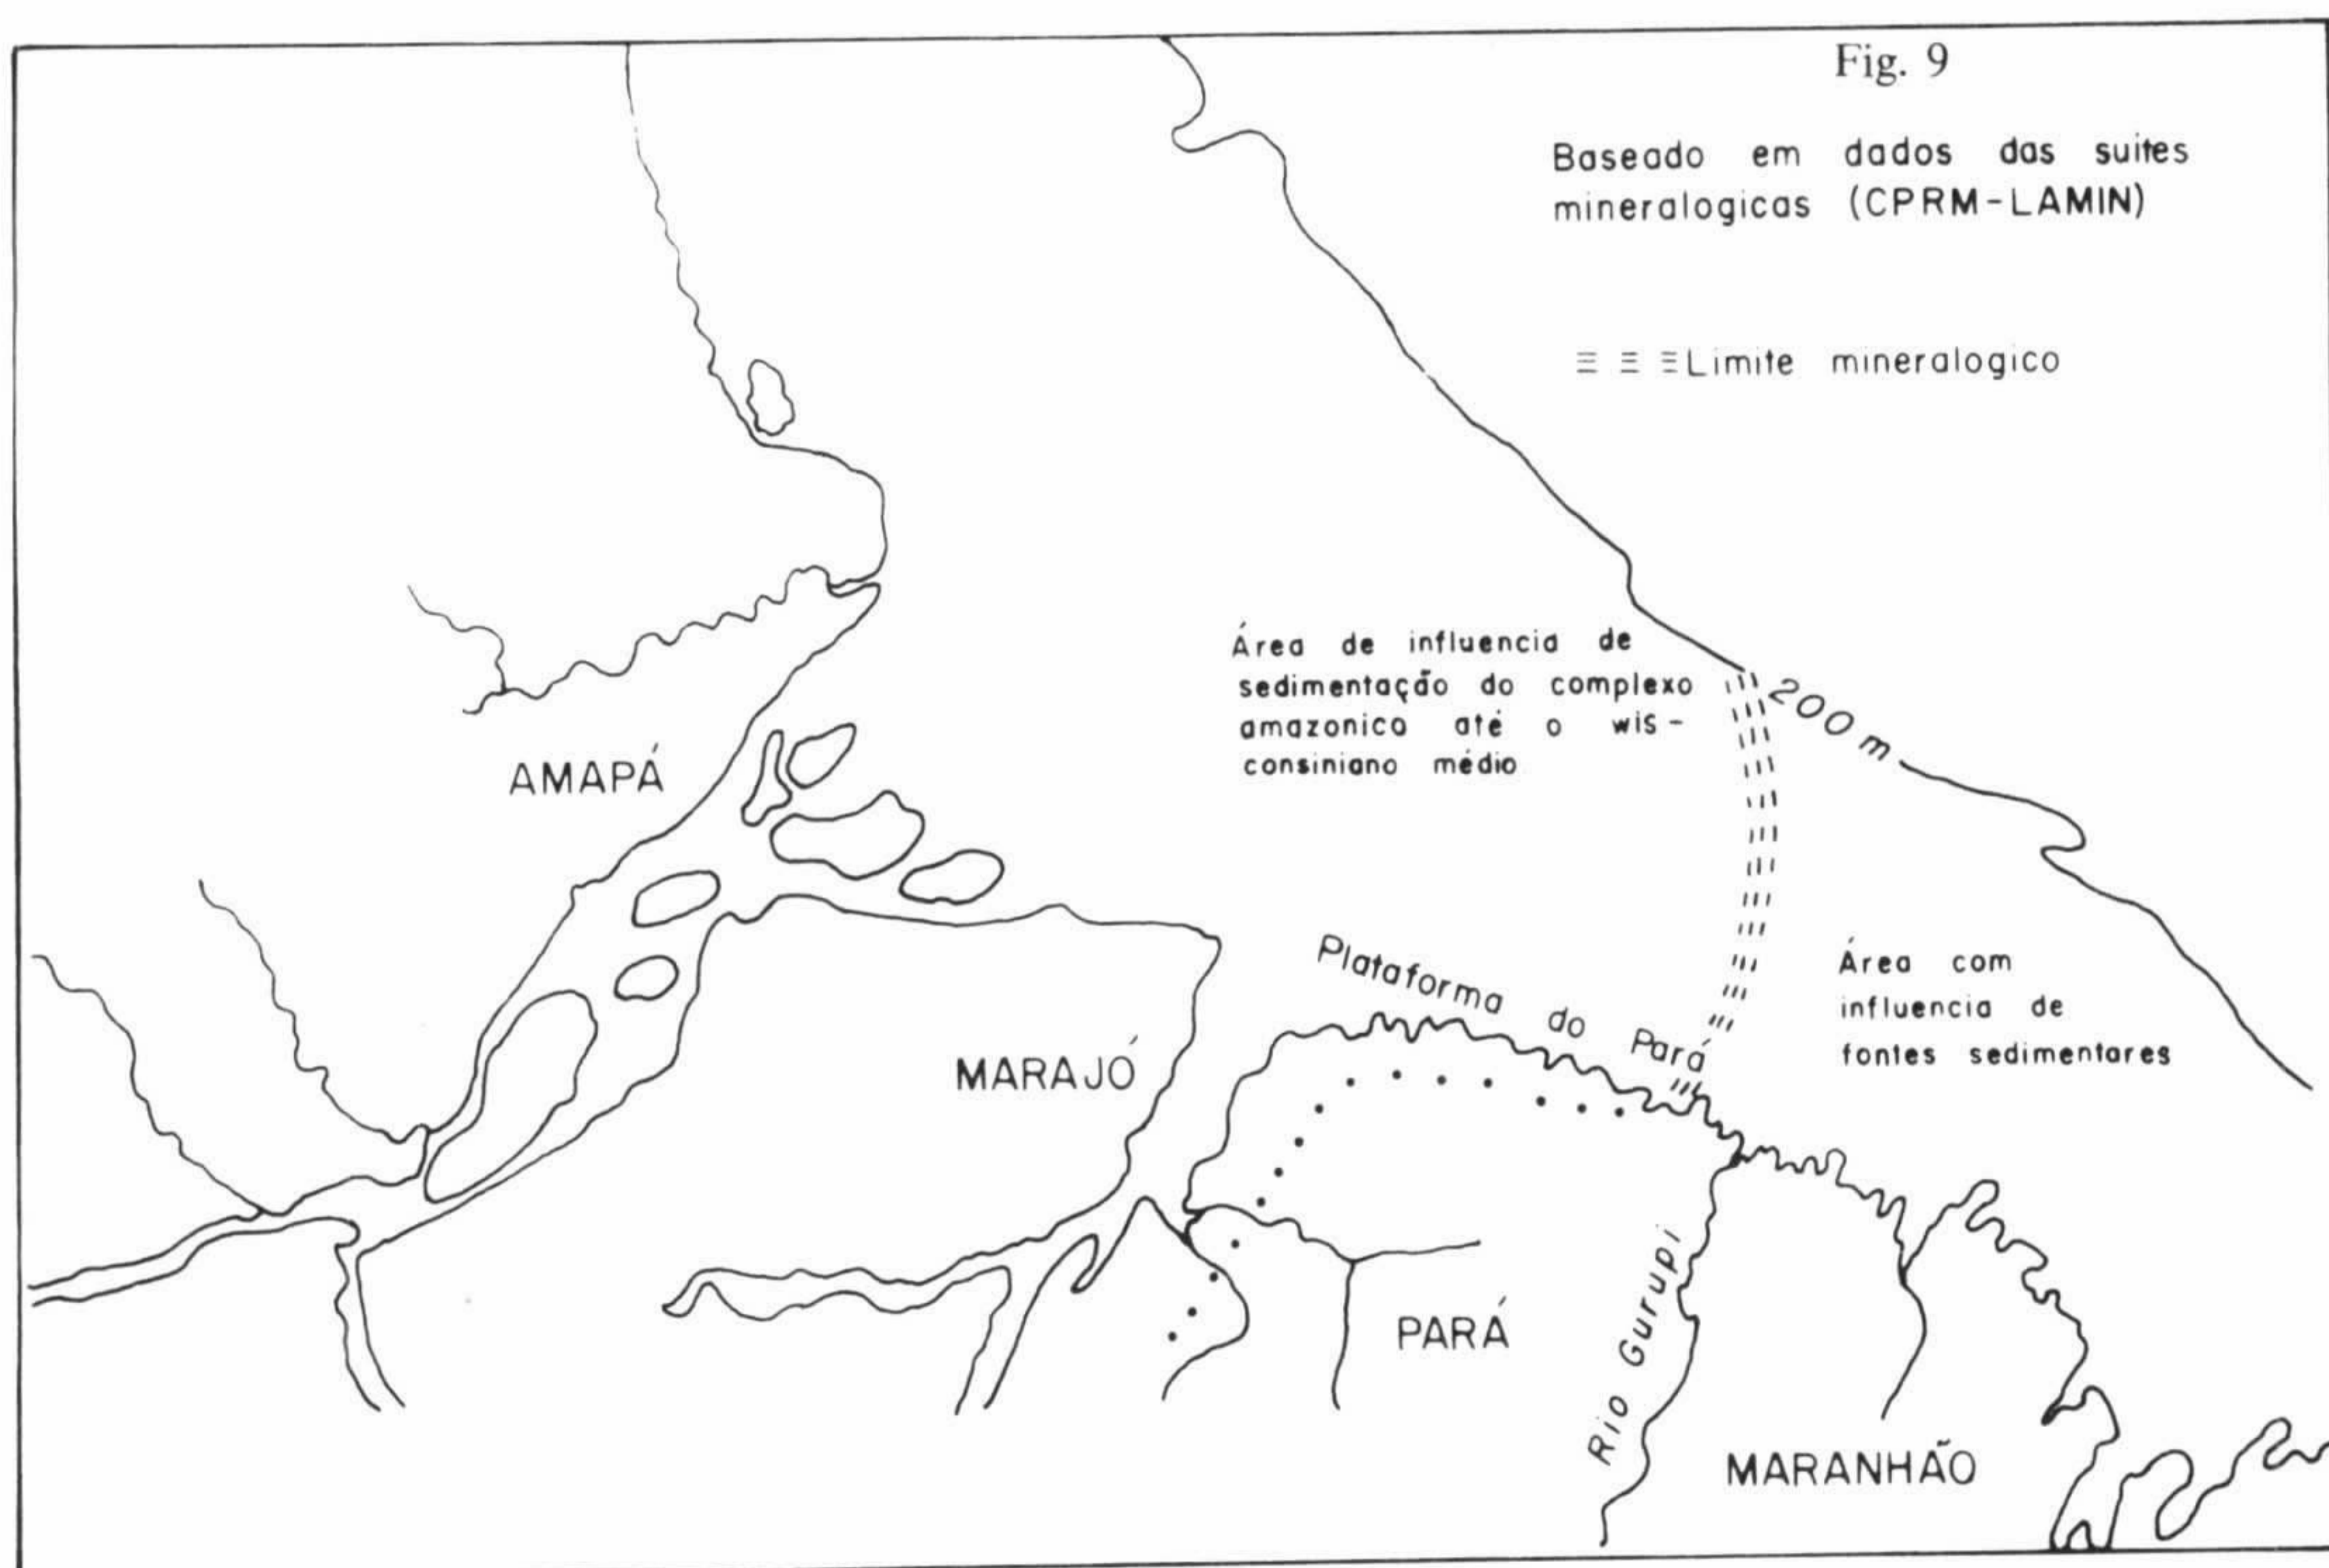 Fig. 9
Baseado em dados das suites
mineralogicas (CPRM-LAMIN)
Limite mineralogico
Área de influencia de
sedimentação do complexo
amazonico até o wis-
consiniano médio
200 m
AMAPÁ
Plataforma do Pará
Área com
influencia de
fontes sedimentares
MARAJÓ
PARÁ
Rio Gurupi
MARANHÃO